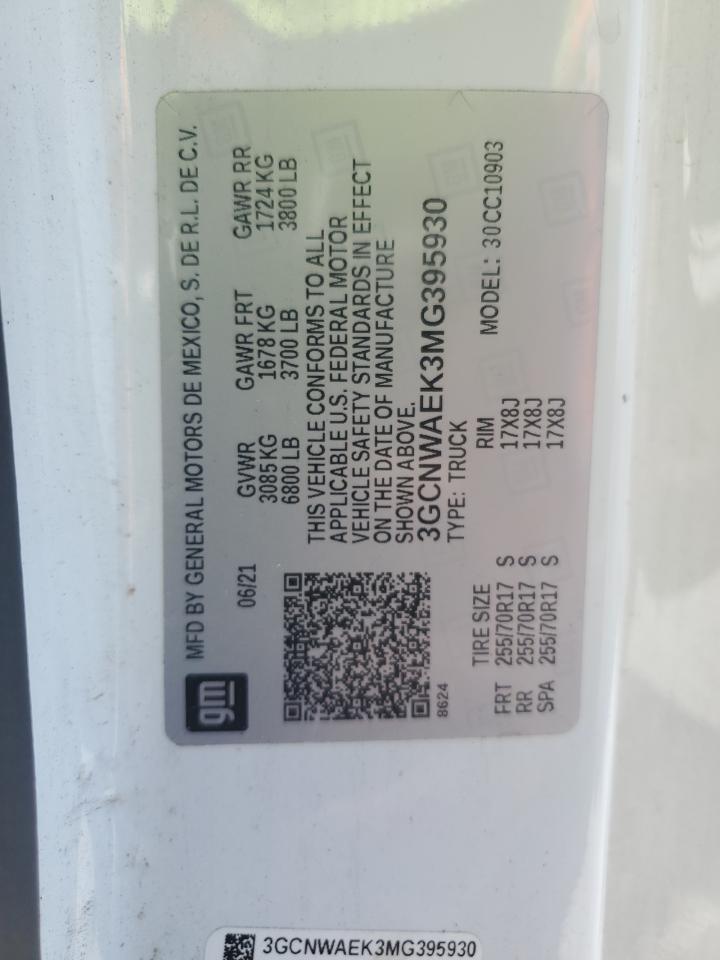 gm
MFD BY GENERAL MOTORS DE MEXICO, S. DE R.L. DE C.V.
06/21 GVWR GAWR FRT GAWR RR
3085 KG 1678 KG 1724 KG
6800 LB 3700 LB 3800 LB
THIS VEHICLE CONFORMS TO ALL
APPLICABLE U.S. FEDERAL MOTOR
VEHICLE SAFETY STANDARDS IN EFFECT
ON THE DATE OF MANUFACTURE
SHOWN ABOVE.
3GCNWAEK3MG395930
8624 TYPE: TRUCK
TIRE SIZE RIM MODEL: 30CC10903
FRT 255/70R17 S 17X8J
RR 255/70R17 S 17X8J
SPA 255/70R17 S 17X8J
3GCNWAEK3MG395930